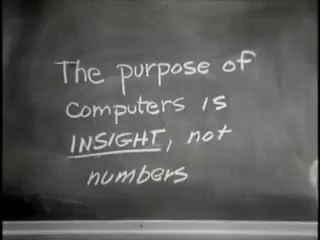 The purpose of
computers is
INSIGHT, not
numbers